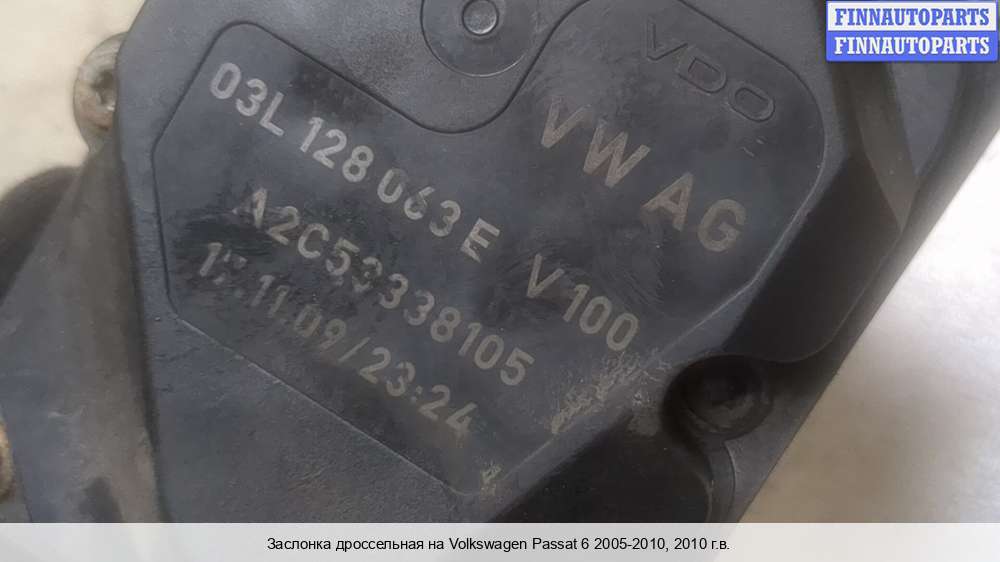 FINNAUTOPARTS
FINNAUTOPARTS
VDO
VW AG
03L 128 063 E V100
A2C53338105
11.09/23:24
Заслонка дроссельная на Volkswagen Passat 6 2005-2010, 2010 г.в.